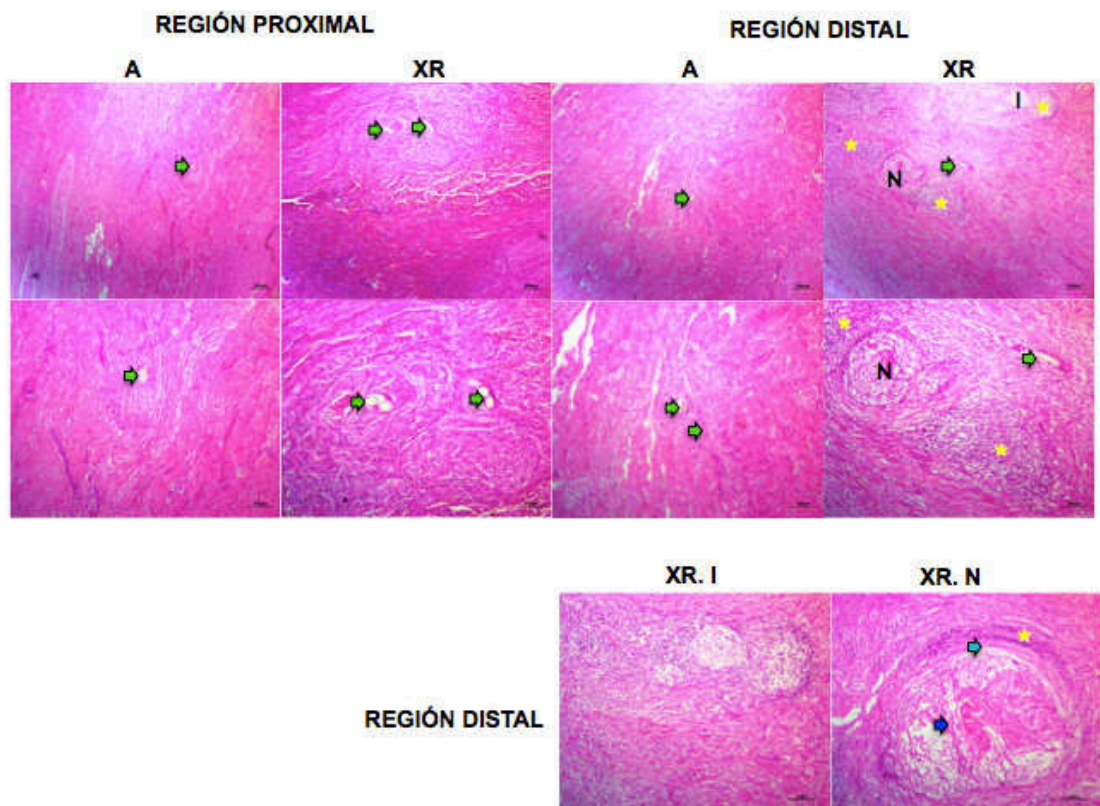 REGIÓN PROXIMAL
REGIÓN DISTAL
A
XR
A
XR
I
N
N
XR. I
XR. N
REGIÓN DISTAL